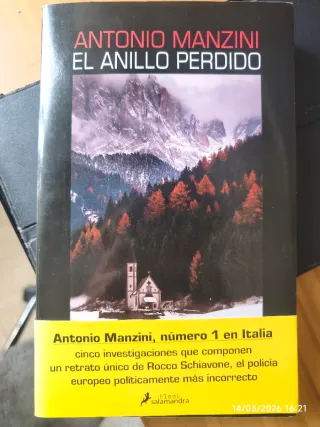 ANTONIO MANZINI
EL ANILLO PERDIDO
Antonio Manzini, número 1 en Italia
cinco investigaciones que componen
un retrato único de Rocco Schiavone, el policía
europeo políticamente más incorrecto
salamandra
14/03/2026 16:21